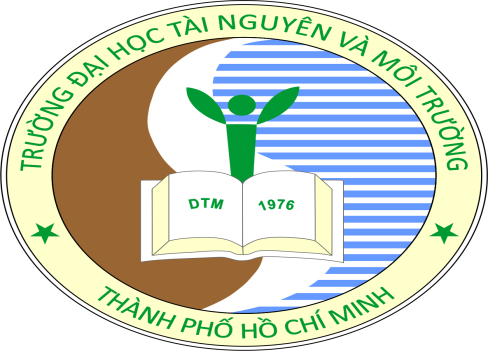 TRƯỜNG ĐẠI HỌC TÀI NGUYÊN VÀ MÔI TRƯỜNG
DTM 1976
THÀNH PHỐ HỒ CHÍ MINH